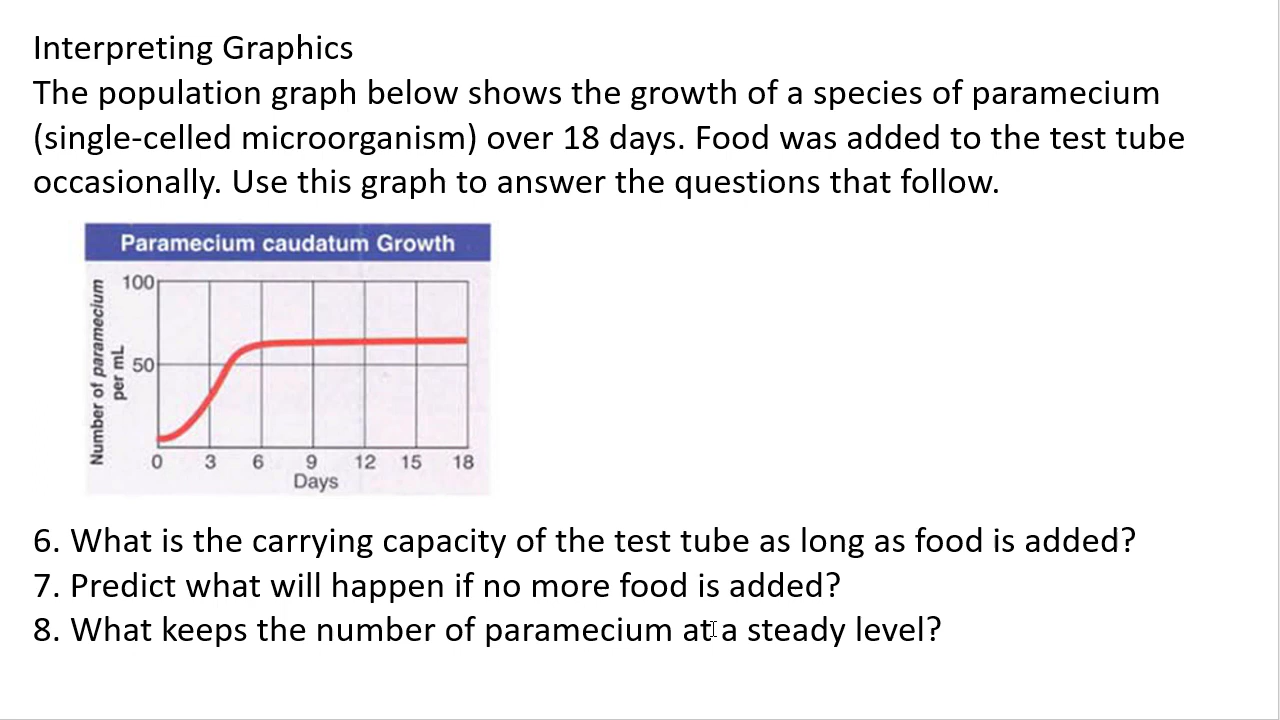 Interpreting Graphics
The population graph below shows the growth of a species of paramecium
(single-celled microorganism) over 18 days. Food was added to the test tube
occasionally. Use this graph to answer the questions that follow.
Paramecium caudatum Growth
Number of paramecium
per mL
100
50
0 3 6 9 12 15 18
Days
6. What is the carrying capacity of the test tube as long as food is added?
7. Predict what will happen if no more food is added?
8. What keeps the number of paramecium at a steady level?